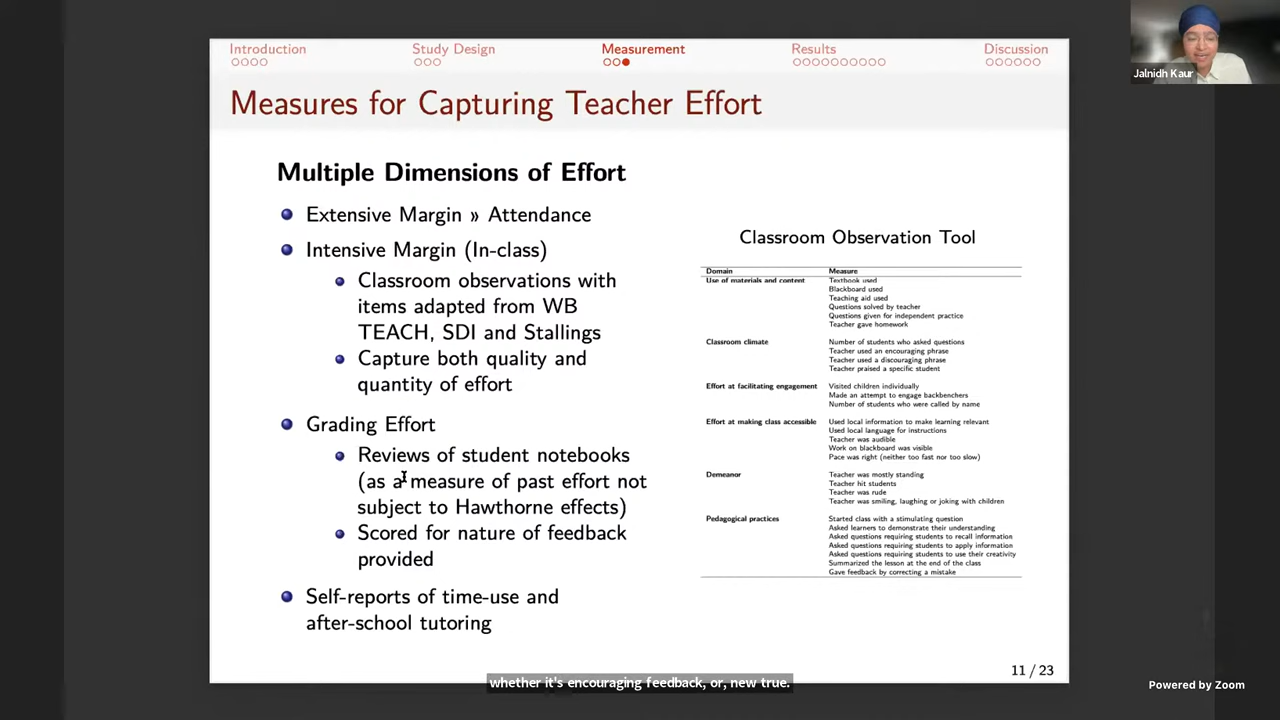 Introduction Study Design Measurement Results Discussion
Jalnidh Kaur
Measures for Capturing Teacher Effort
Multiple Dimensions of Effort
Extensive Margin » Attendance
Intensive Margin (In-class)
Classroom observations with
items adapted from WB
TEACH, SDI and Stallings
Capture both quality and
quantity of effort
Grading Effort
Reviews of student notebooks
(as a measure of past effort not
subject to Hawthorne effects)
Scored for nature of feedback
provided
Self-reports of time-use and
after-school tutoring
Classroom Observation Tool
Domain Measure
Use of materials and content Textbook used
Blackboard used
Teaching aid used
Questions solved by teacher
Questions given for independent practice
Teacher gave homework
Classroom climate Number of students who asked questions
Teacher used an encouraging phrase
Teacher used a discouraging phrase
Teacher praised a specific student
Effort at facilitating engagement Visited children individually
Made an attempt to engage backbenchers
Number of students who were called by name
Effort at making class accessible Used local information to make learning relevant
Used local language for instructions
Teacher was audible
Work on blackboard was visible
Pace was right (neither too fast nor too slow)
Demeanor Teacher was mostly standing
Teacher hit students
Teacher was rude
Teacher was smiling, laughing or joking with children
Pedagogical practices Started class with a stimulating question
Asked learners to demonstrate their understanding
Asked questions requiring students to recall information
Asked questions requiring students to apply information
Asked questions requiring students to use their creativity
Summarized the lesson at the end of the class
Gave feedback by correcting a mistake
11 / 23
whether it's encouraging feedback, or, new true.
Powered by Zoom